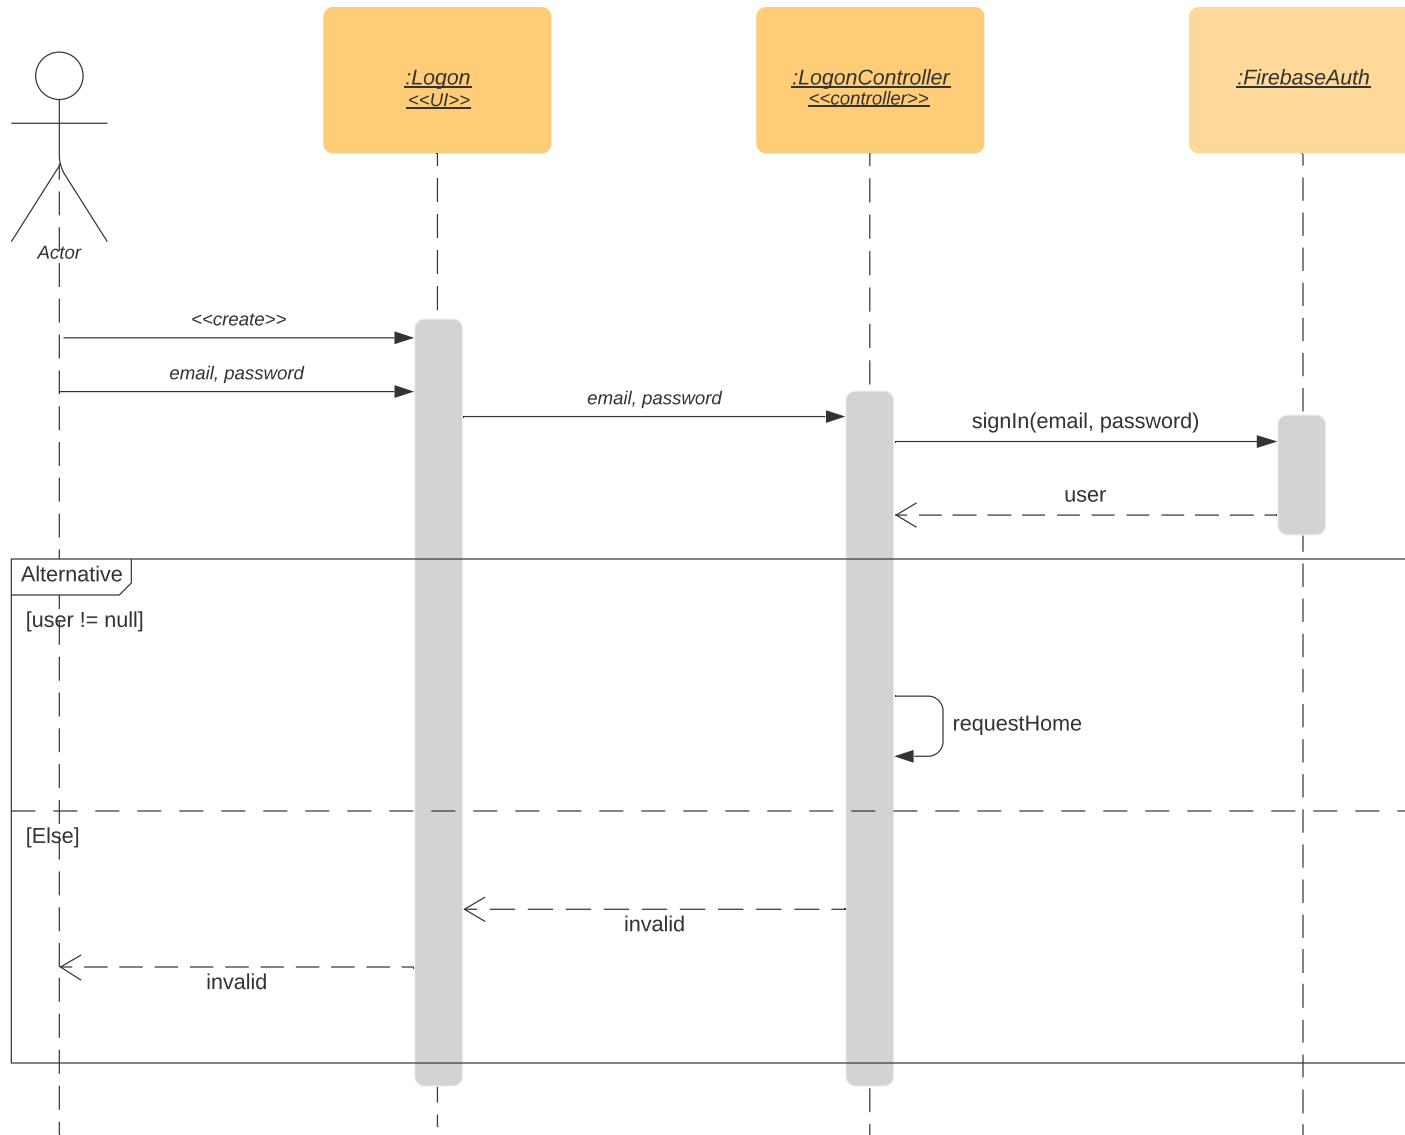 :Logon
<<UI>>
:LogonController
<<controller>>
:FirebaseAuth
Actor
<<create>>
email, password
email, password
signIn(email, password)
user
Alternative
[user != null]
requestHome
[Else]
invalid
invalid